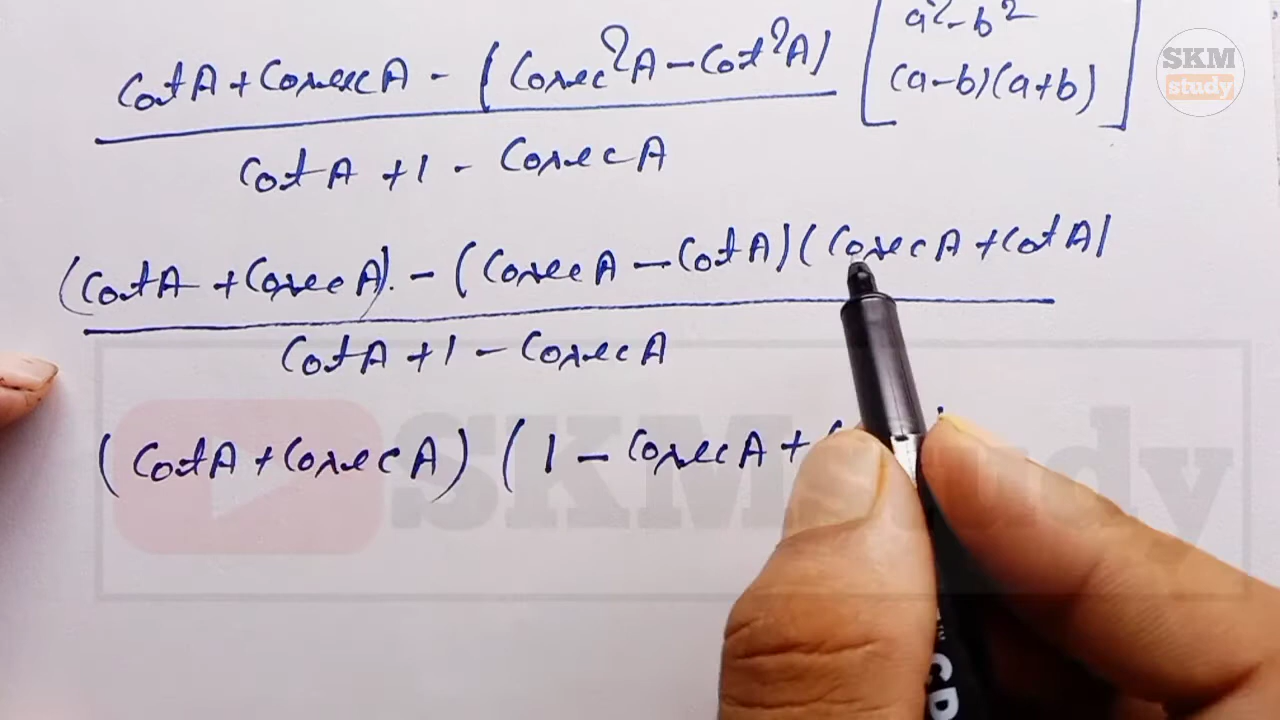 a²-b²
CotA+CosecA - (Cosec²A-Cot²A)
(a-b)(a+b)
SKM
study
CotA +1 - CosecA
(CotA +CosecA) - (CosecA -CotA)(CosecA +CotA)
CotA +1 - CosecA
(CotA+CosecA) (1 - CosecA +
SKMstudy